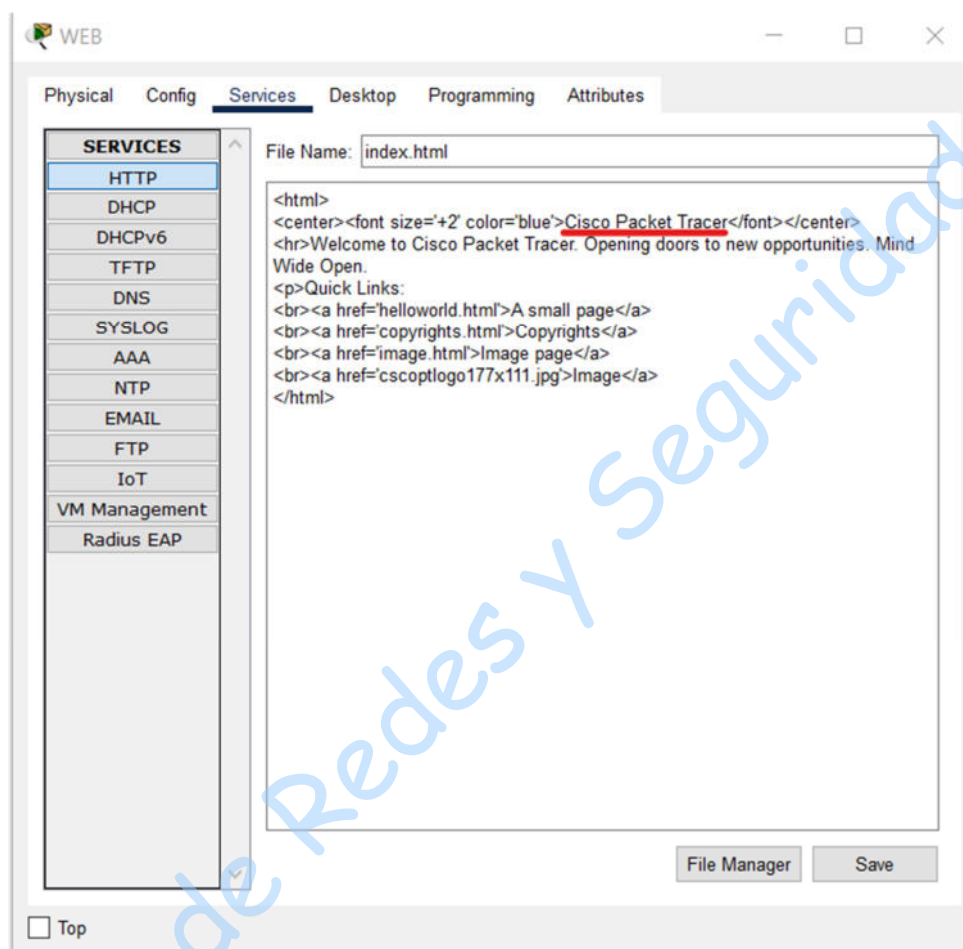 WEB
Physical Config Services Desktop Programming Attributes
SERVICES
HTTP
DHCP
DHCPv6
TFTP
DNS
SYSLOG
AAA
NTP
EMAIL
FTP
IoT
VM Management
Radius EAP
File Name: index.html
<html>
<center><font size='+2' color='blue'>Cisco Packet Tracer</font></center>
<hr>Welcome to Cisco Packet Tracer. Opening doors to new opportunities. Mind
Wide Open.
<p>Quick Links:
<br><a href='helloworld.html'>A small page</a>
<br><a href='copyrights.html'>Copyrights</a>
<br><a href='image.html'>Image page</a>
<br><a href='cscoptlogo177x111.jpg'>Image</a>
</html>
File Manager Save
Top
de Redes y Seguridad